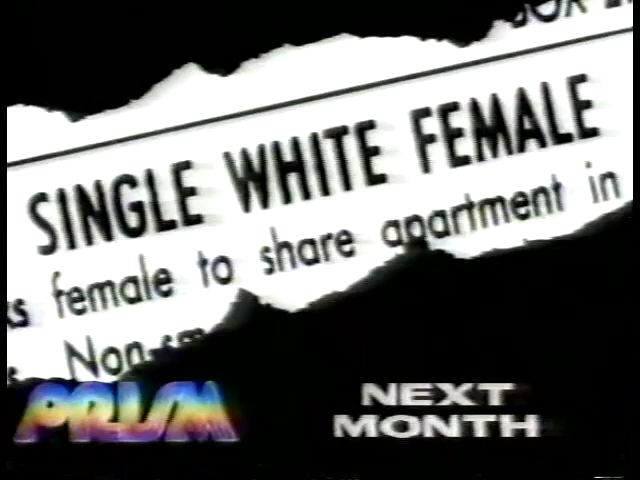 SINGLE WHITE FEMALE
female to share apartment in
PRISM
NEXT
MONTH